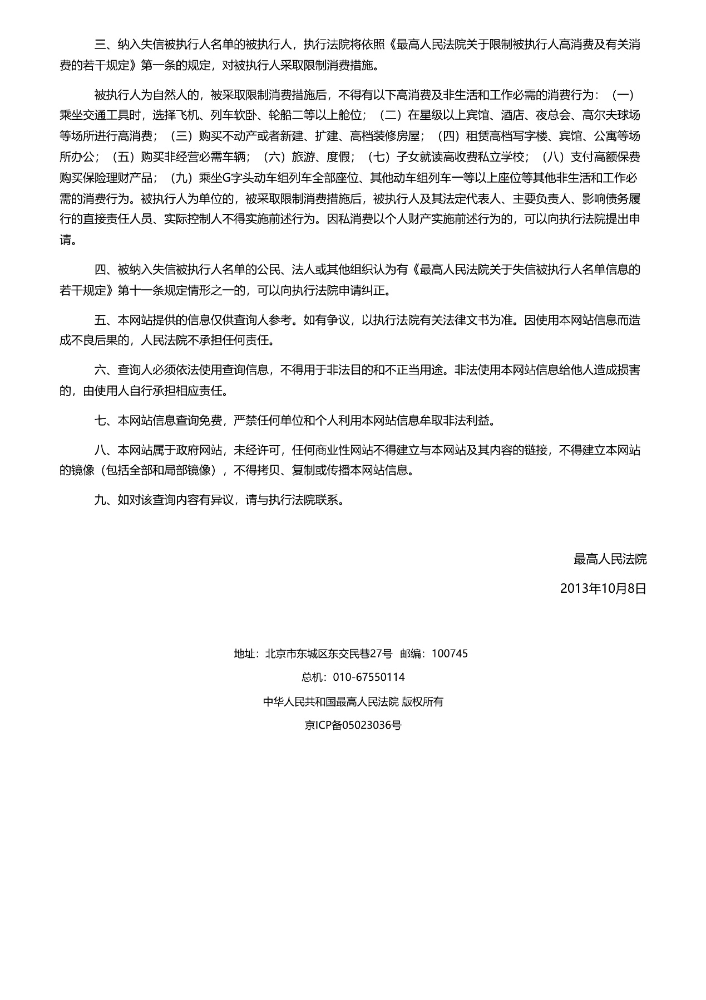 三、纳入失信被执行人名单的被执行人，执行法院将依照《最高人民法院关于限制被执行人高消费及有关消
费的若干规定》第一条的规定，对被执行人采取限制消费措施。
被执行人为自然人的，被采取限制消费措施后，不得有以下高消费及非生活和工作必需的消费行为：（一）
乘坐交通工具时，选择飞机、列车软卧、轮船二等以上舱位；（二）在星级以上宾馆、酒店、夜总会、高尔夫球场
等场所进行高消费；（三）购买不动产或者新建、扩建、高档装修房屋；（四）租赁高档写字楼、宾馆、公寓等场
所办公；（五）购买非经营必需车辆；（六）旅游、度假；（七）子女就读高收费私立学校；（八）支付高额保费
购买保险理财产品；（九）乘坐G字头动车组列车全部座位、其他动车组列车一等以上座位等其他非生活和工作必
需的消费行为。被执行人为单位的，被采取限制消费措施后，被执行人及其法定代表人、主要负责人、影响债务履
行的直接责任人员、实际控制人不得实施前述行为。因私消费以个人财产实施前述行为的，可以向执行法院提出申
请。
四、被纳入失信被执行人名单的公民、法人或其他组织认为有《最高人民法院关于失信被执行人名单信息的
若干规定》第十一条规定情形之一的，可以向执行法院申请纠正。
五、本网站提供的信息仅供查询人参考。如有争议，以执行法院有关法律文书为准。因使用本网站信息而造
成不良后果的，人民法院不承担任何责任。
六、查询人必须依法使用查询信息，不得用于非法目的和不正当用途。非法使用本网站信息给他人造成损害
的，由使用人自行承担相应责任。
七、本网站信息查询免费，严禁任何单位和个人利用本网站信息牟取非法利益。
八、本网站属于政府网站，未经许可，任何商业性网站不得建立与本网站及其内容的链接，不得建立本网站
的镜像（包括全部和局部镜像），不得拷贝、复制或传播本网站信息。
九、如对该查询内容有异议，请与执行法院联系。
最高人民法院
2013年10月8日
地址：北京市东城区东交民巷27号 邮编：100745
总机：010-67550114
中华人民共和国最高人民法院 版权所有
京ICP备05023036号